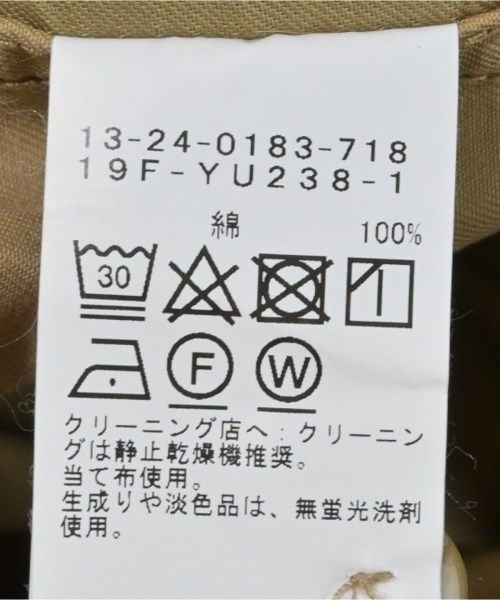 13-24-0183-718
19F-YU238-1
綿 100%
30
F W
クリーニング店へ:クリーニン
グは静止乾燥機推奨。
当て布使用。
生成りや淡色品は、無蛍光洗剤
使用。